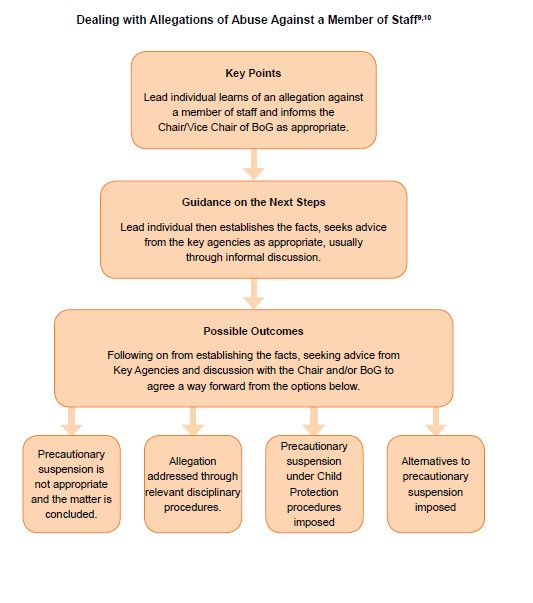 Dealing with Allegations of Abuse Against a Member of Staff⁹,¹⁰
Key Points
Lead individual learns of an allegation against
a member of staff and informs the
Chair/Vice Chair of BoG as appropriate.
Guidance on the Next Steps
Lead individual then establishes the facts, seeks advice
from the key agencies as appropriate, usually
through informal discussion.
Possible Outcomes
Following on from establishing the facts, seeking advice from
Key Agencies and discussion with the Chair and/or BoG to
agree a way forward from the options below.
Precautionary
suspension is
not appropriate
and the matter is
concluded.
Allegation
addressed through
relevant disciplinary
procedures.
Precautionary
suspension
under Child
Protection
procedures
imposed
Alternatives to
precautionary
suspension
imposed